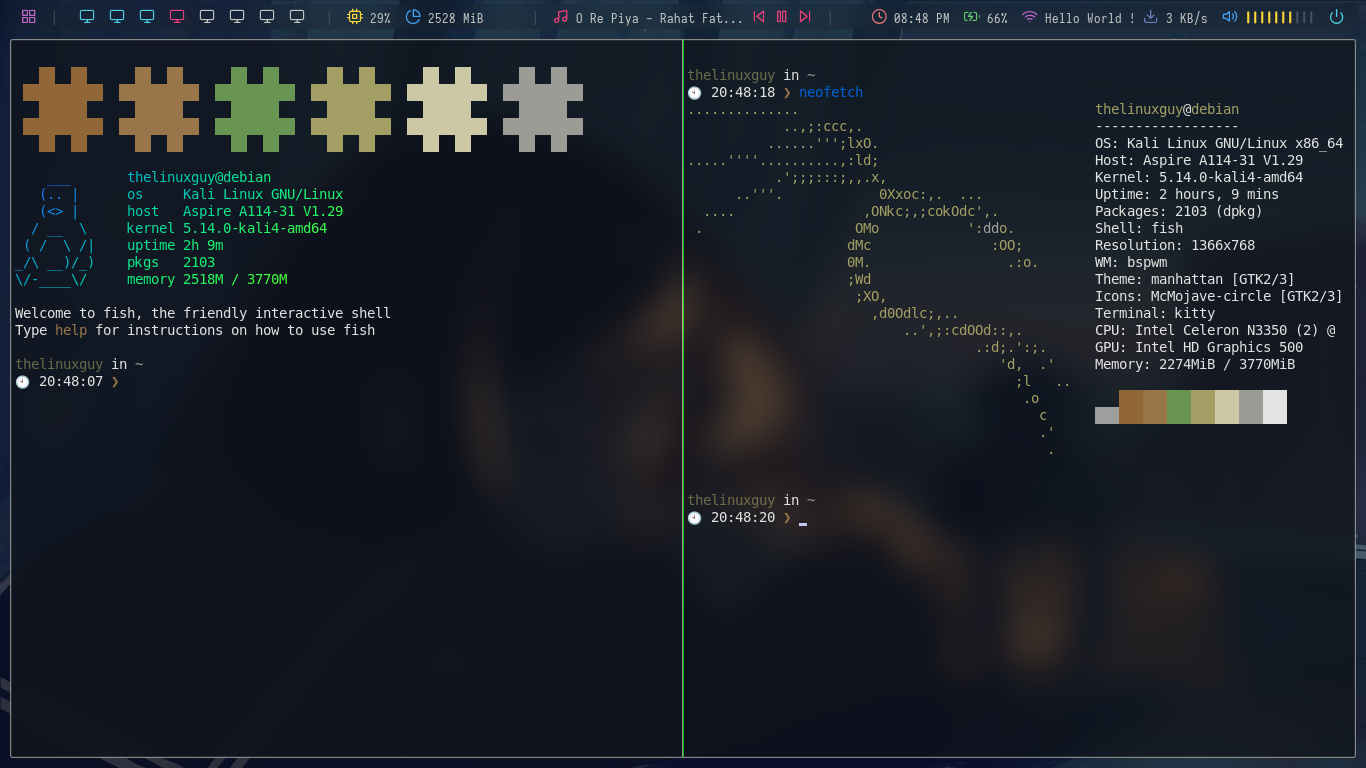 29% 2528 MiB O Re Piya - Rahat Fat... 08:48 PM 66% Hello World ! 3 KB/s
thelinuxguy@debian
os Kali Linux GNU/Linux
host Aspire A114-31 V1.29
kernel 5.14.0-kali4-amd64
uptime 2h 9m
pkgs 2103
memory 2518M / 3770M
Welcome to fish, the friendly interactive shell
Type help for instructions on how to use fish
thelinuxguy in ~
20:48:07 ❯
thelinuxguy in ~
20:48:18 ❯ neofetch
thelinuxguy@debian
------------------
OS: Kali Linux GNU/Linux x86_64
Host: Aspire A114-31 V1.29
Kernel: 5.14.0-kali4-amd64
Uptime: 2 hours, 9 mins
Packages: 2103 (dpkg)
Shell: fish
Resolution: 1366x768
WM: bspwm
Theme: manhattan [GTK2/3]
Icons: McMojave-circle [GTK2/3]
Terminal: kitty
CPU: Intel Celeron N3350 (2) @
GPU: Intel HD Graphics 500
Memory: 2274MiB / 3770MiB
thelinuxguy in ~
20:48:20 ❯